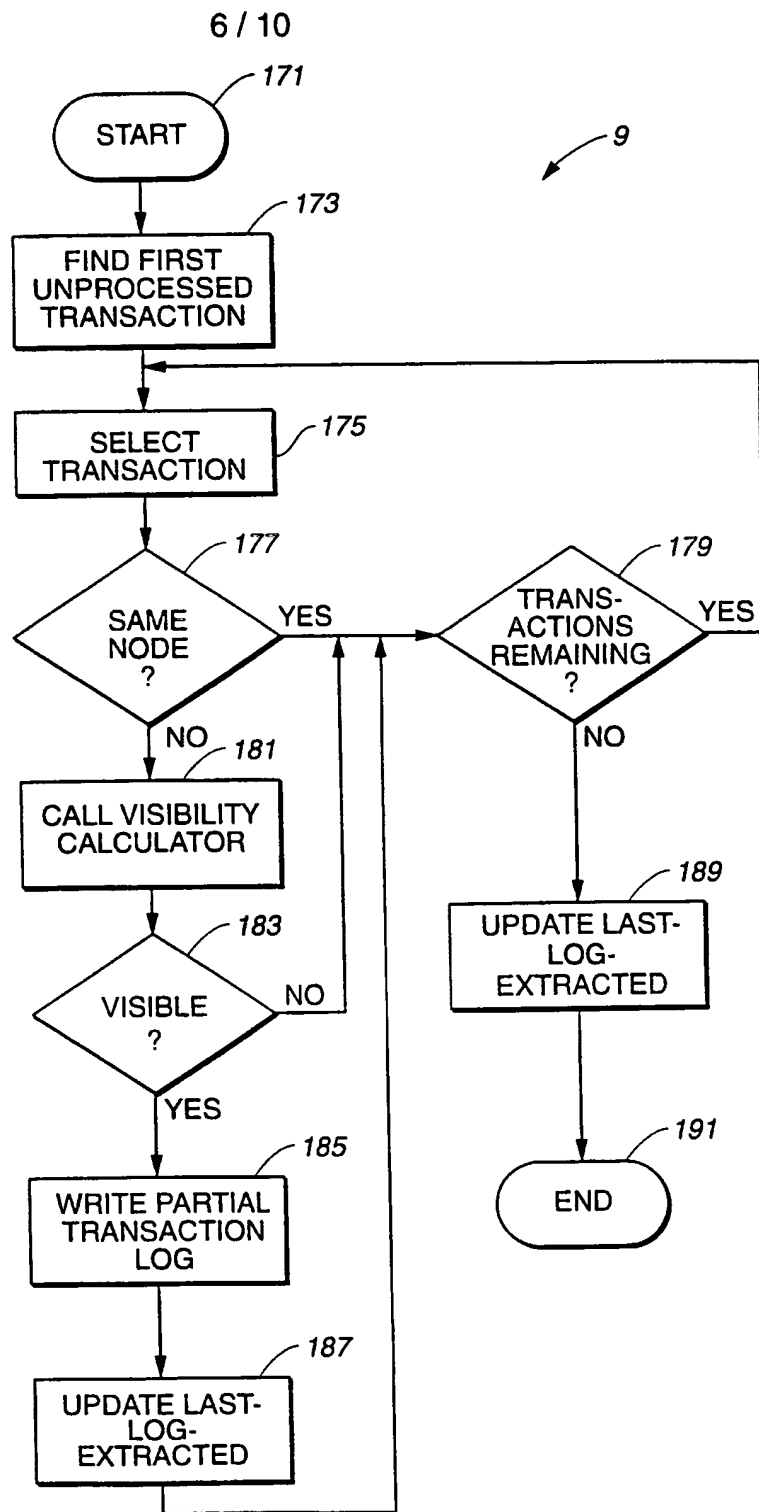 6 / 10
171
START
9
173
FIND FIRST
UNPROCESSED
TRANSACTION
175
SELECT
TRANSACTION
177
SAME
NODE
?
YES
NO
179
TRANS-
ACTIONS
REMAINING
?
YES
NO
181
CALL VISIBILITY
CALCULATOR
183
VISIBLE
?
NO
YES
189
UPDATE LAST-
LOG-
EXTRACTED
185
WRITE PARTIAL
TRANSACTION
LOG
191
END
187
UPDATE LAST-
LOG-
EXTRACTED